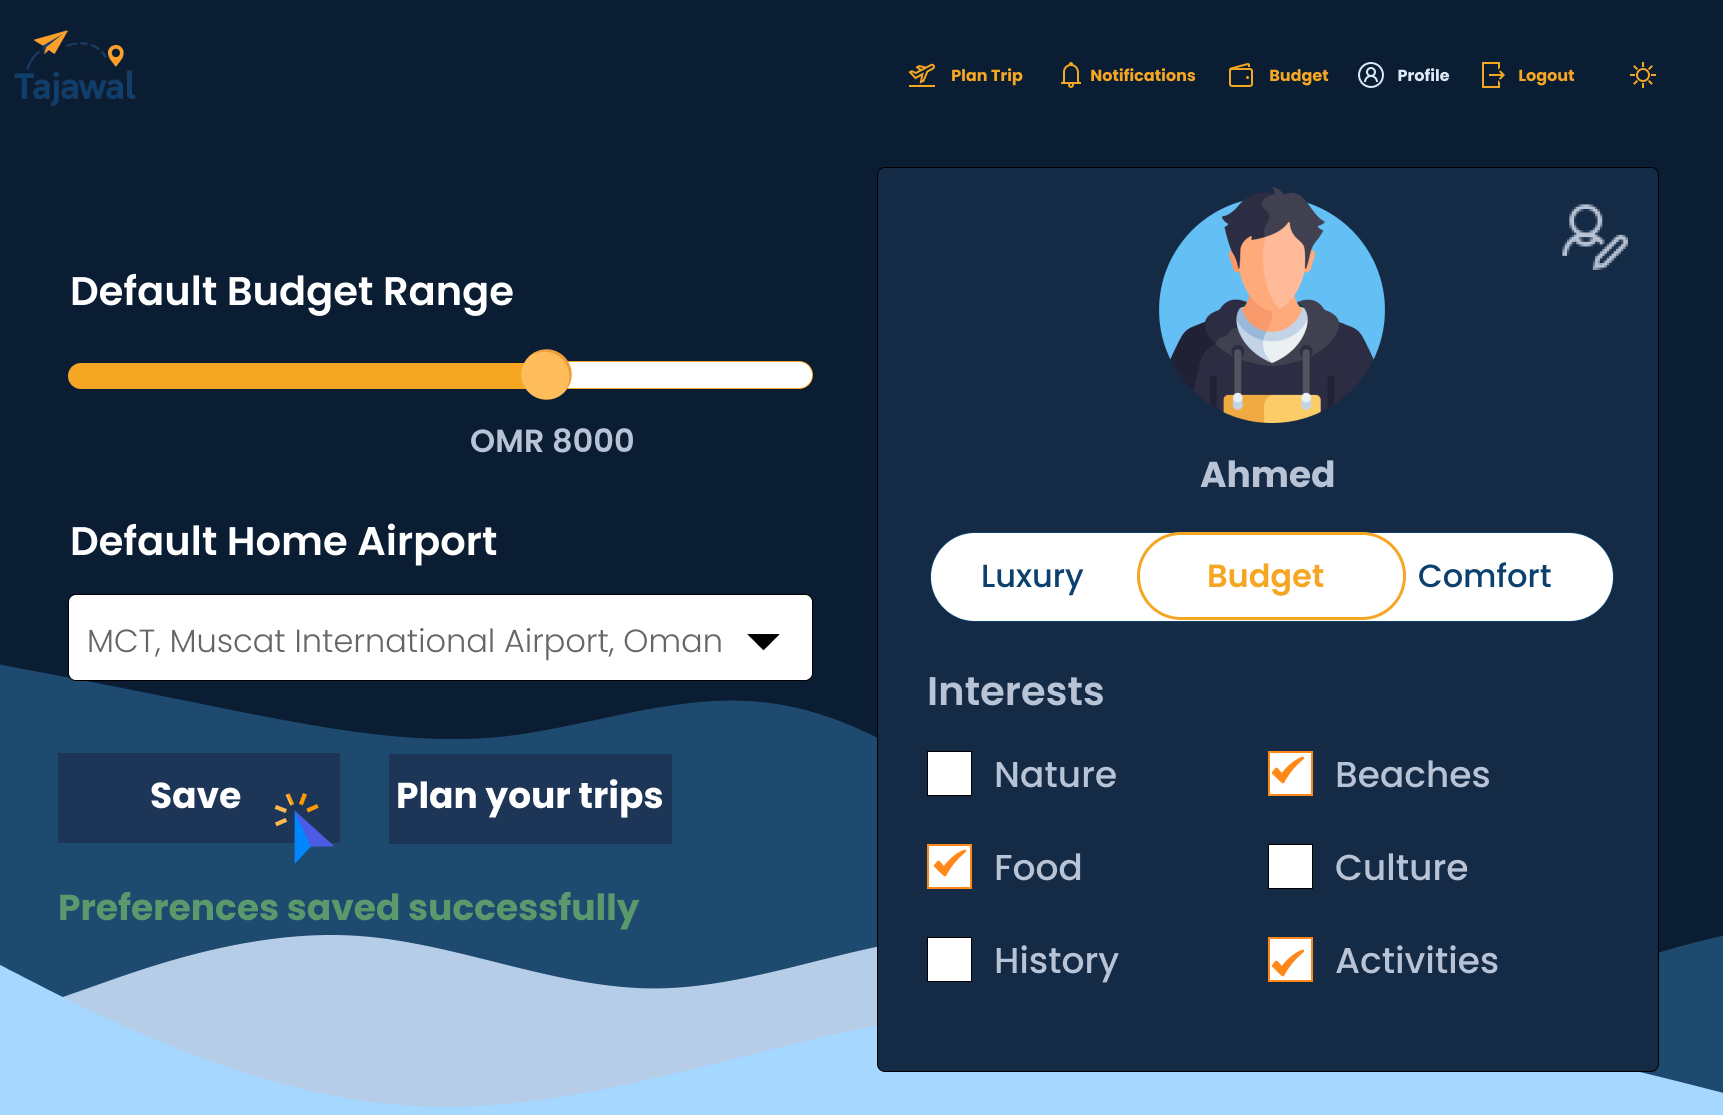 Tajawal
Plan Trip
Notifications
Budget
Profile
Logout
Default Budget Range
OMR 8000
Default Home Airport
MCT, Muscat International Airport, Oman
Save
Plan your trips
Preferences saved successfully
Ahmed
Luxury
Budget
Comfort
Interests
Nature
Beaches
Food
Culture
History
Activities